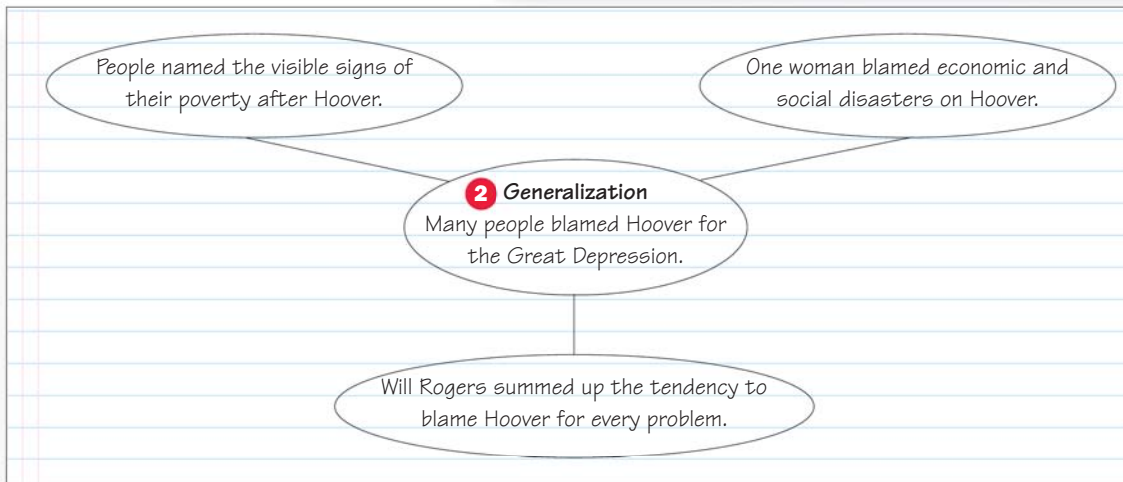 People named the visible signs of
their poverty after Hoover.
One woman blamed economic and
social disasters on Hoover.
2 Generalization
Many people blamed Hoover for
the Great Depression.
Will Rogers summed up the tendency to
blame Hoover for every problem.